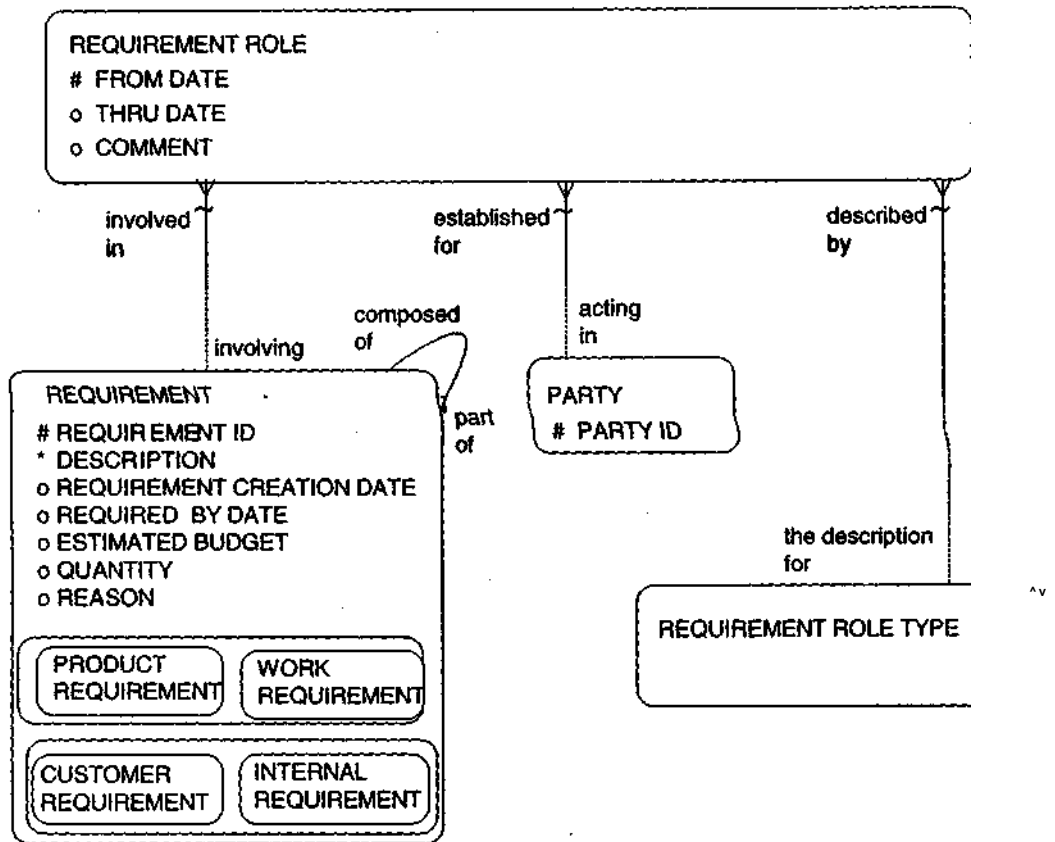 REQUIREMENT ROLE
# FROM DATE
o THRU DATE
o COMMENT
involved
in
established
for
described
by
composed
of
acting
in
involving
part
of
REQUIREMENT
# REQUIREMENT ID
* DESCRIPTION
o REQUIREMENT CREATION DATE
o REQUIRED BY DATE
o ESTIMATED BUDGET
o QUANTITY
o REASON
PARTY
# PARTY ID
the description
for
REQUIREMENT ROLE TYPE
PRODUCT
REQUIREMENT
WORK
REQUIREMENT
CUSTOMER
REQUIREMENT
INTERNAL
REQUIREMENT